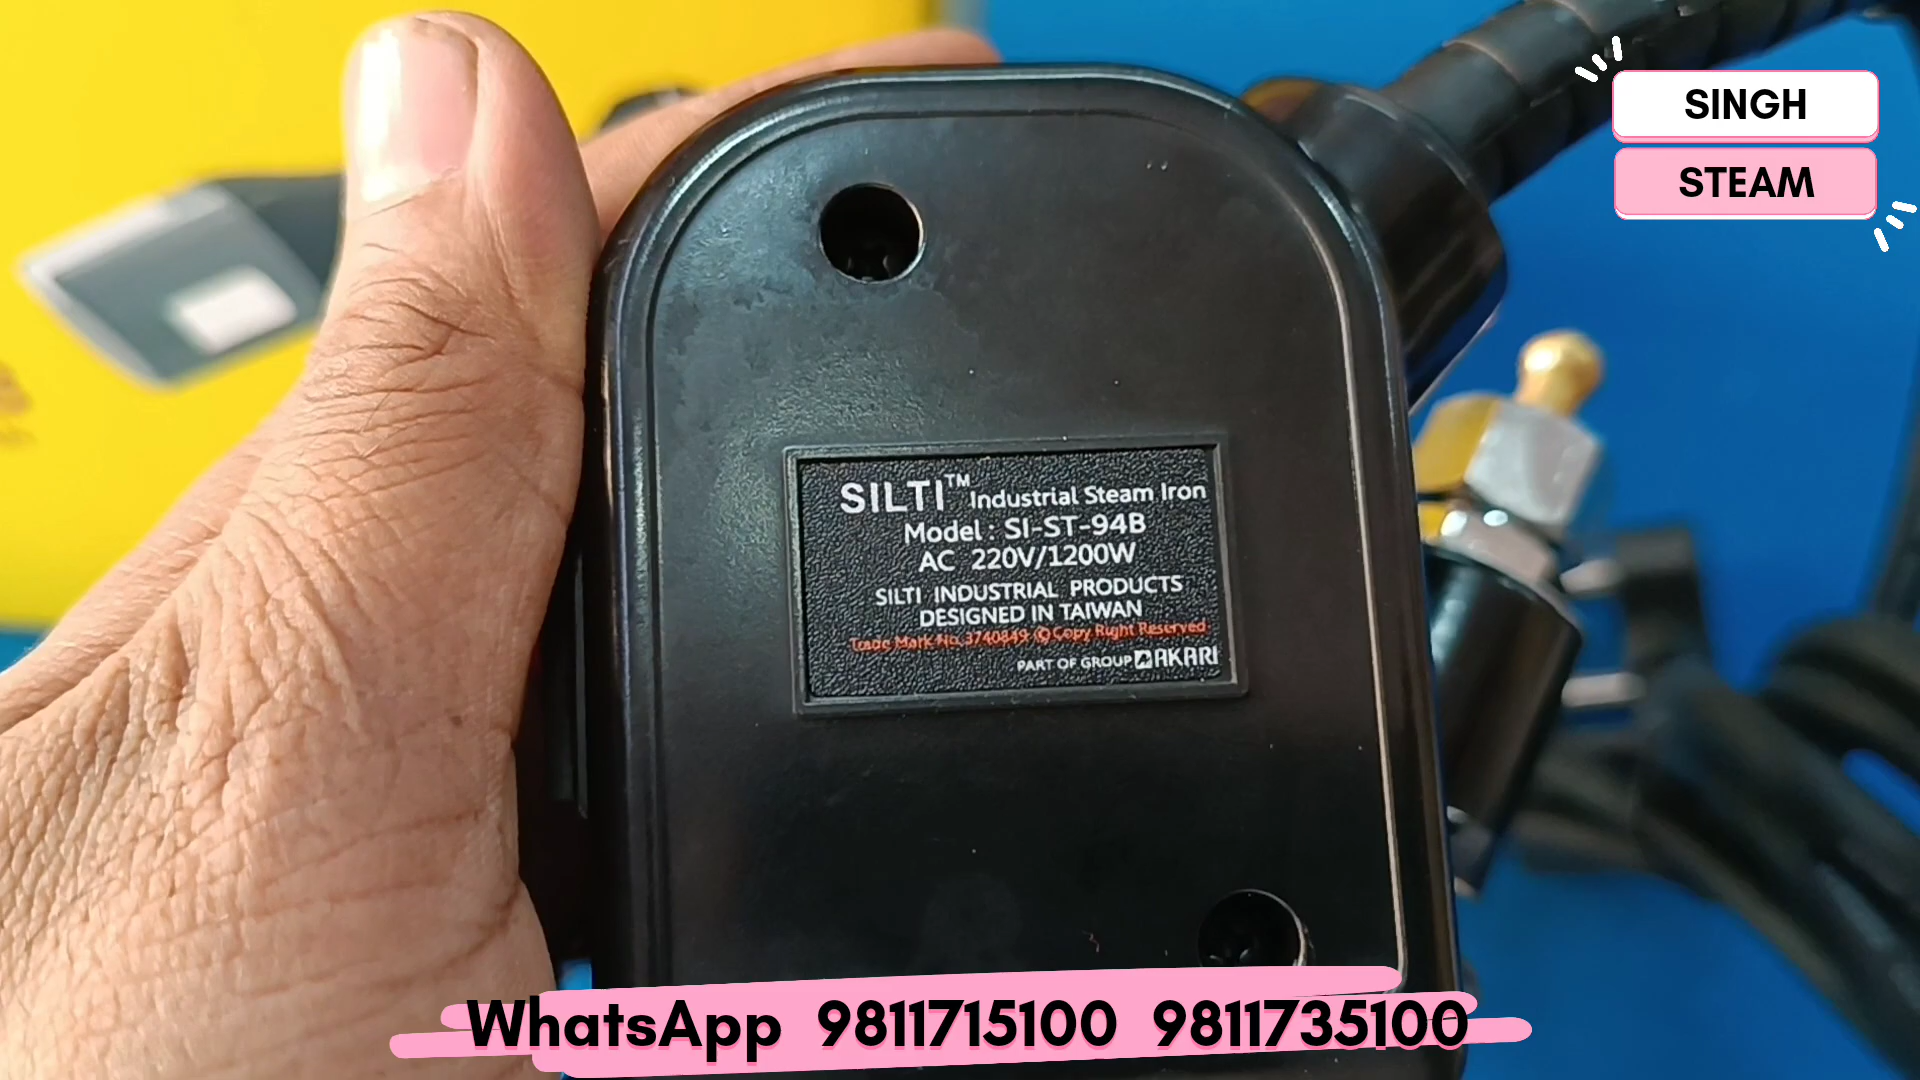 SINGH
STEAM
SILTI™ Industrial Steam Iron
Model : SI-ST-94B
AC 220V/1200W
SILTI INDUSTRIAL PRODUCTS
DESIGNED IN TAIWAN
Trade Mark No. 3740849 © Copy Right Reserved
PART OF GROUP AKARI
WhatsApp 9811715100 9811735100